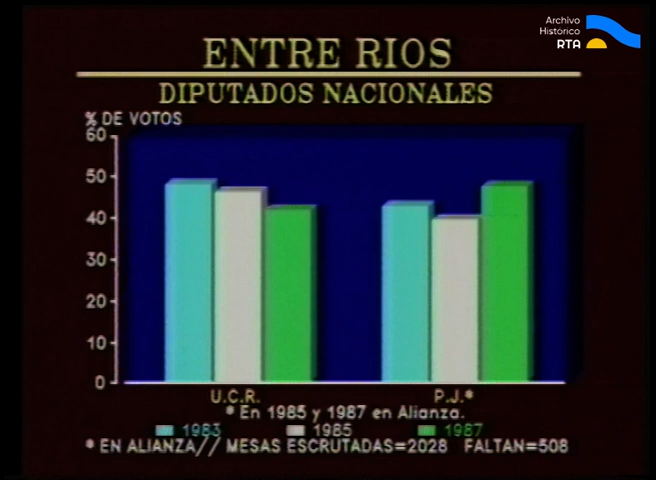 Archivo
Histórico
RTA
ENTRE RIOS
DIPUTADOS NACIONALES
% DE VOTOS
60
50
40
30
20
10
0
U.C.R. P.J.*
* En 1985 y 1987 en Alianza.
1983 1985 1987
* EN ALIANZA// MESAS ESCRUTADAS=2028 FALTAN=508